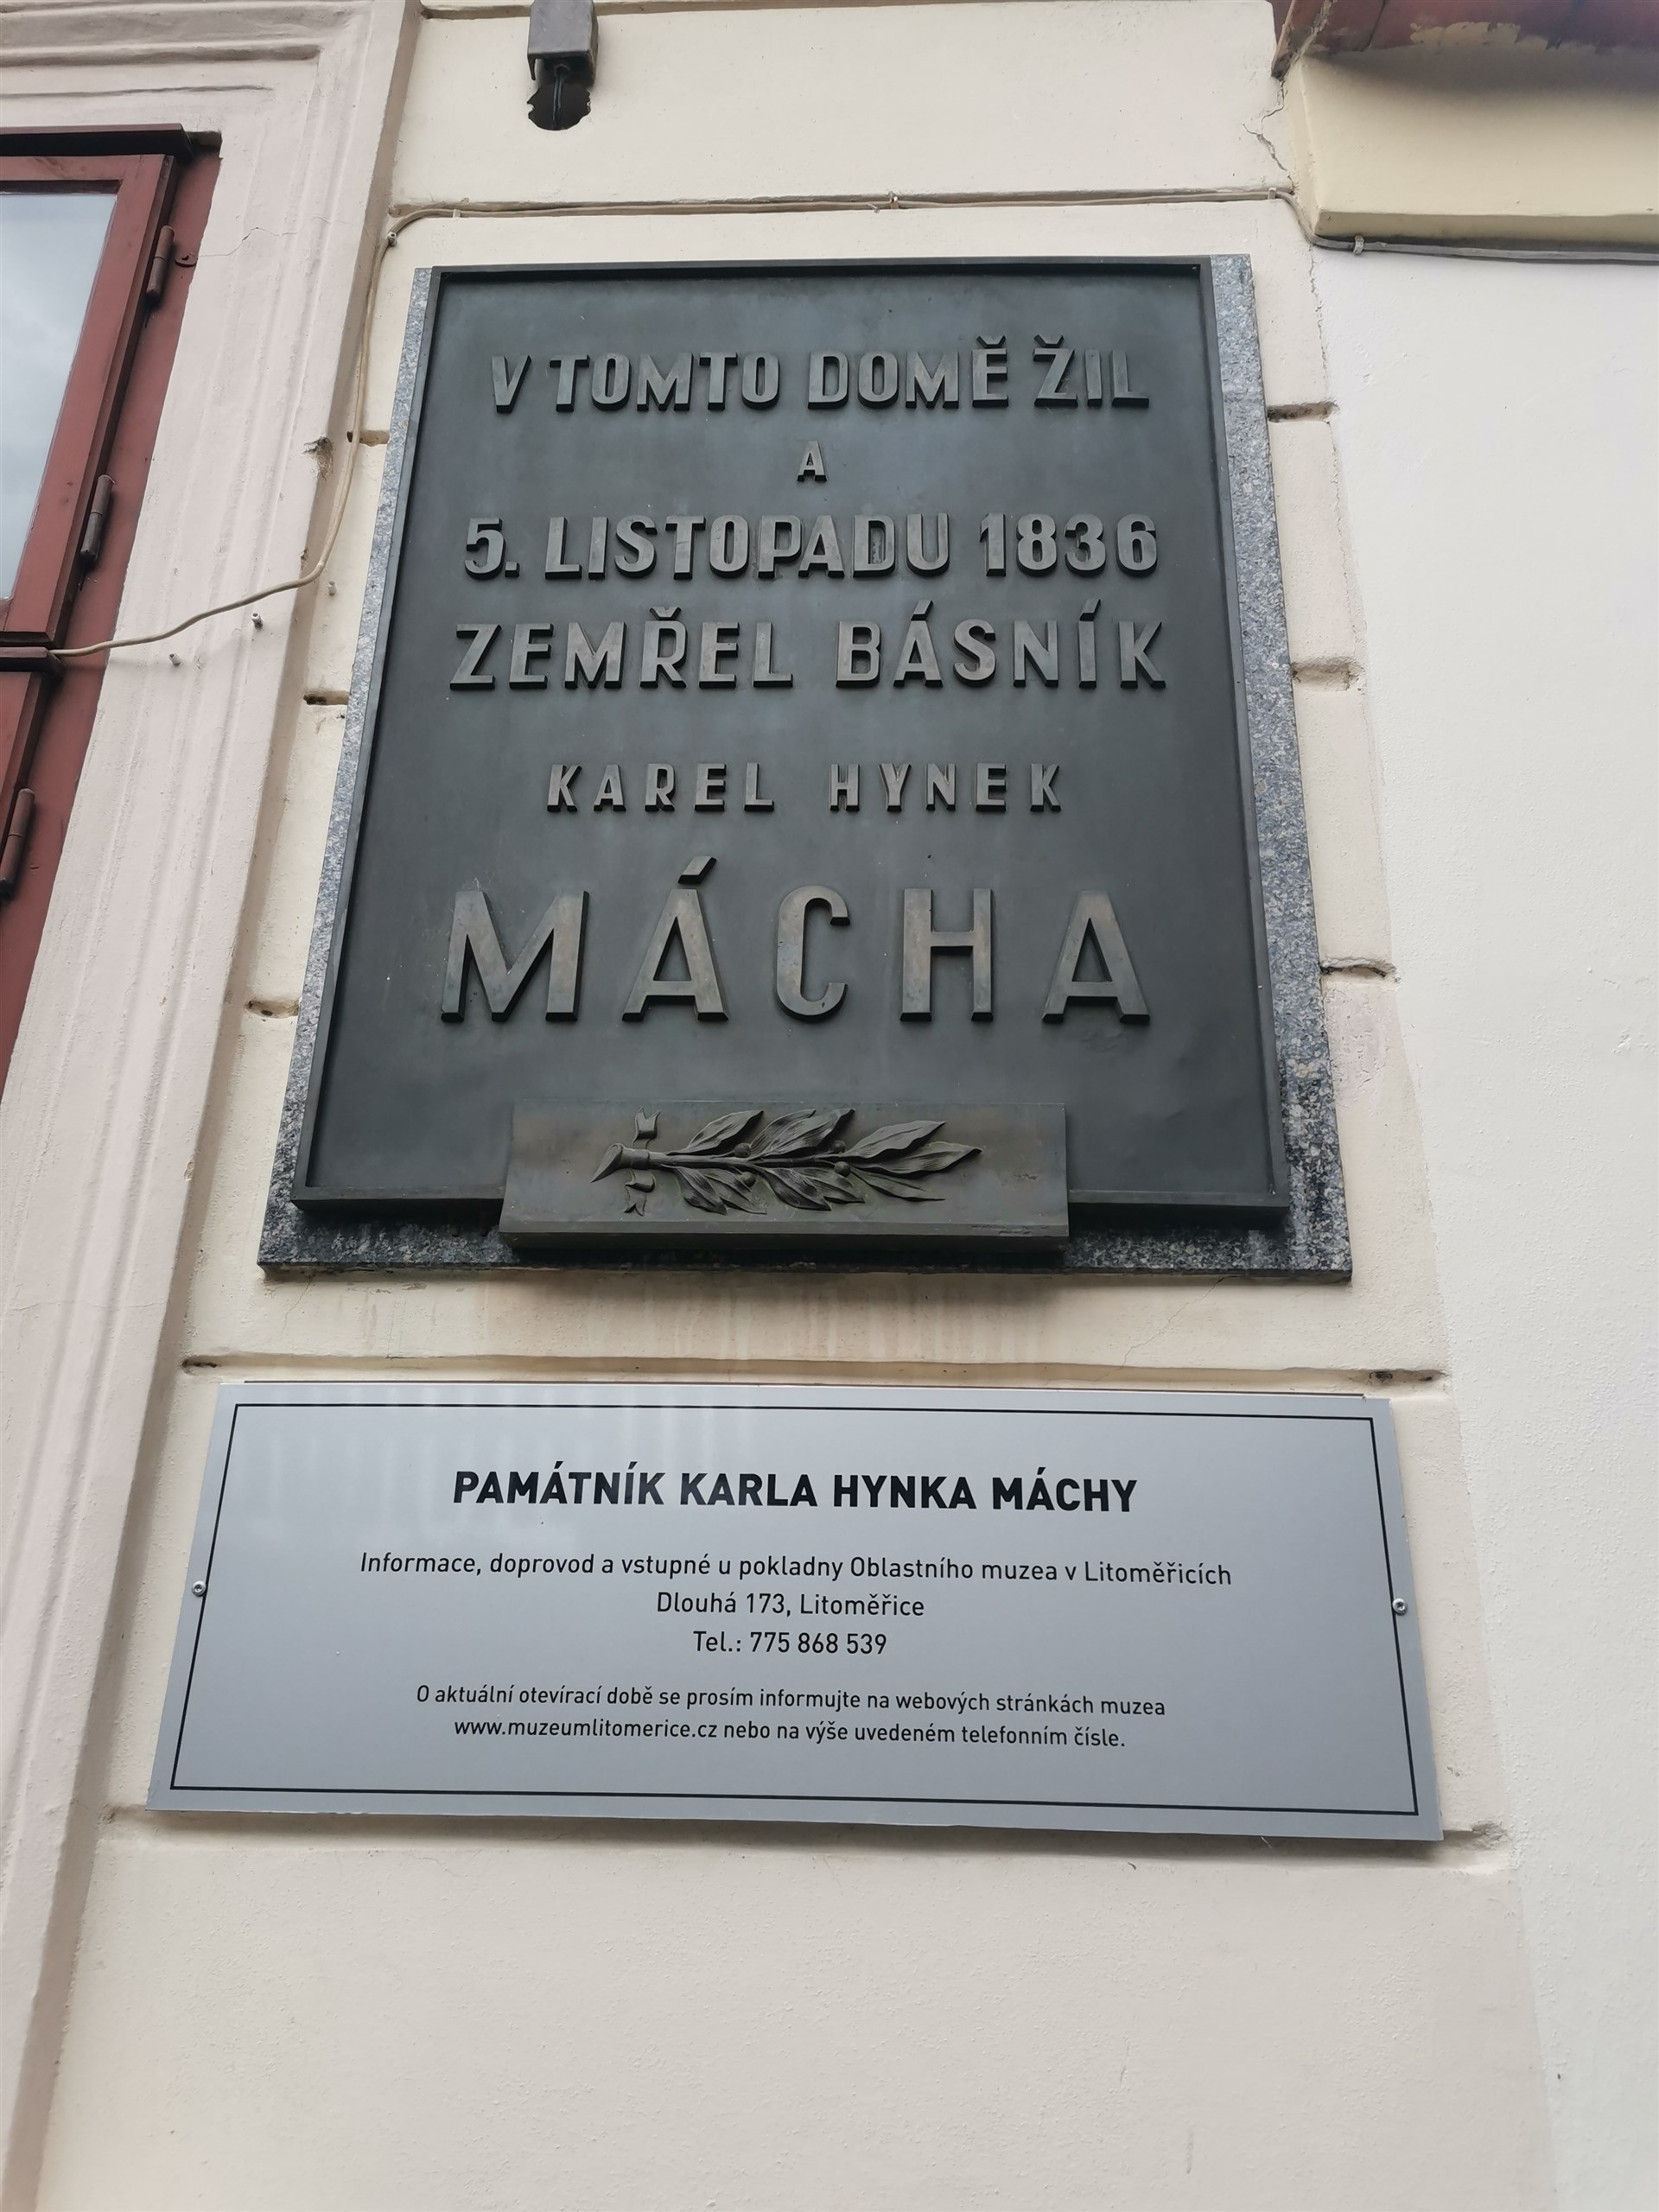 V TOMTO DOMĚ ŽIL
A
5. LISTOPADU 1836
ZEMŘEL BÁSNÍK
KAREL HYNEK
MÁCHA
PAMÁTNÍK KARLA HYNKA MÁCHY
Informace, doprovod a vstupné u pokladny Oblastního muzea v Litoměřicích
Dlouhá 173, Litoměřice
Tel.: 775 868 539
O aktuální otevírací době se prosím informujte na webových stránkách muzea
www.muzeumlitomerice.cz nebo na výše uvedeném telefonním čísle.